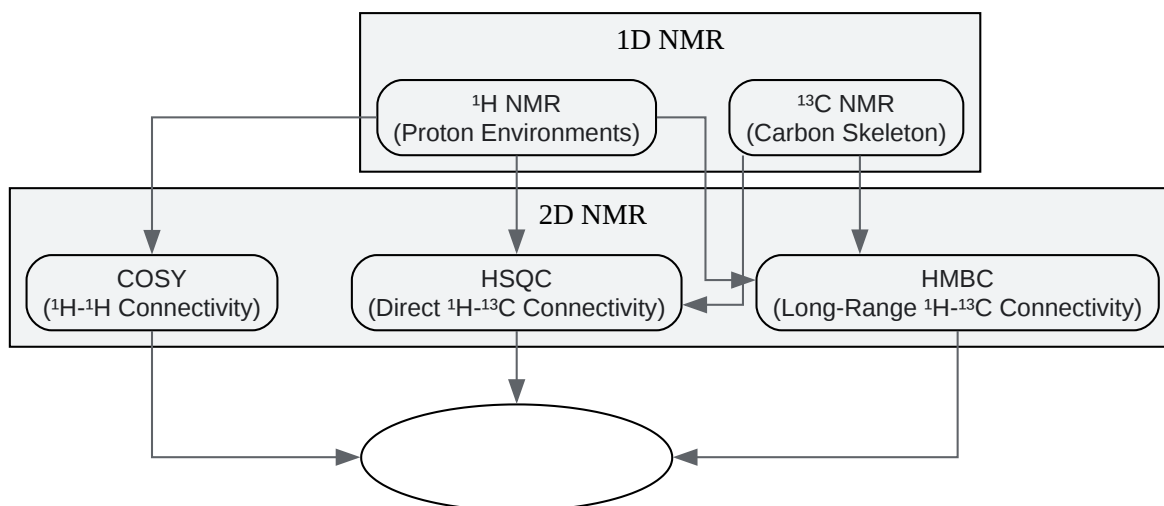 1D NMR
¹H NMR
(Proton Environments)
¹³C NMR
(Carbon Skeleton)
2D NMR
COSY
(¹H-¹H Connectivity)
HSQC
(Direct ¹H-¹³C Connectivity)
HMBC
(Long-Range ¹H-¹³C Connectivity)